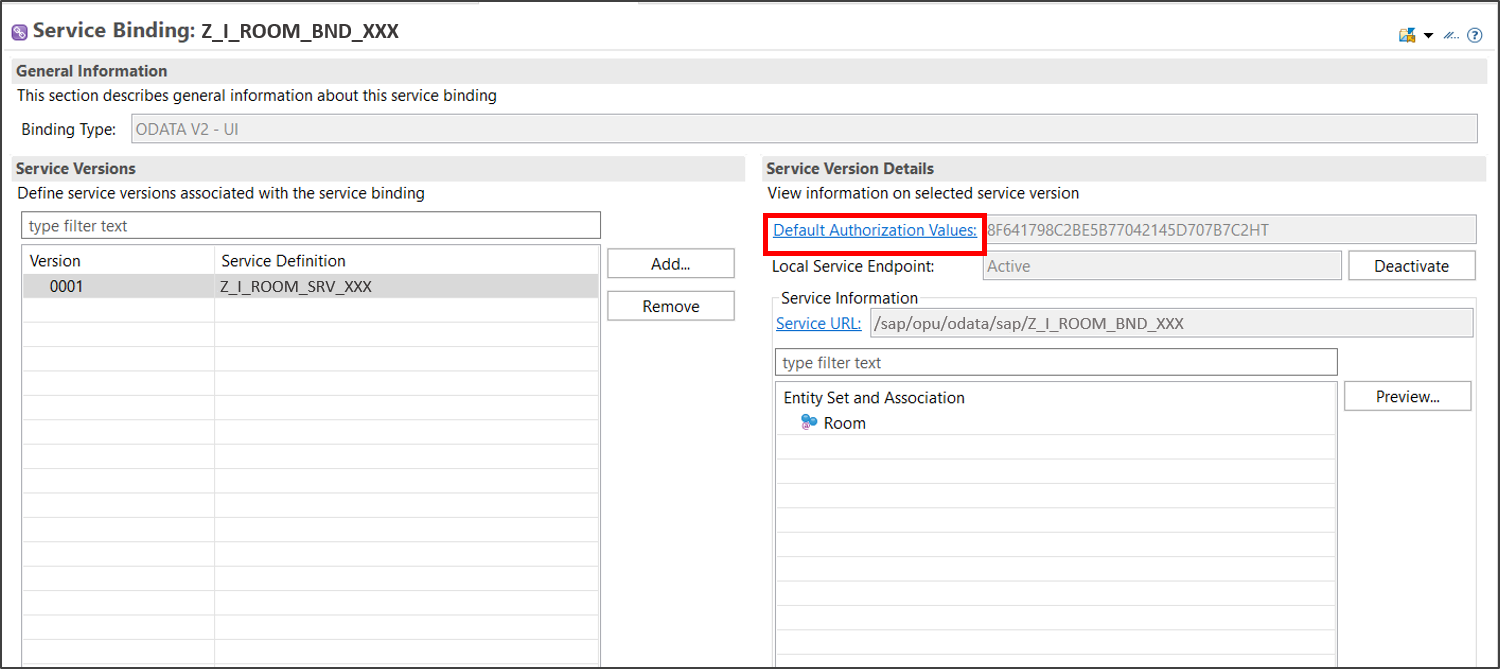 Service Binding: Z_I_ROOM_BND_XXX
General Information
This section describes general information about this service binding
Binding Type: ODATA V2 - UI
Service Versions
Define service versions associated with the service binding
type filter text
Version Service Definition
0001 Z_I_ROOM_SRV_XXX
Add...
Remove
Service Version Details
View information on selected service version
Default Authorization Values: 8F641798C2BE5B77042145D707B7C2HT
Local Service Endpoint: Active Deactivate
Service Information
Service URL: /sap/opu/odata/sap/Z_I_ROOM_BND_XXX
type filter text
Entity Set and Association
Room
Preview...